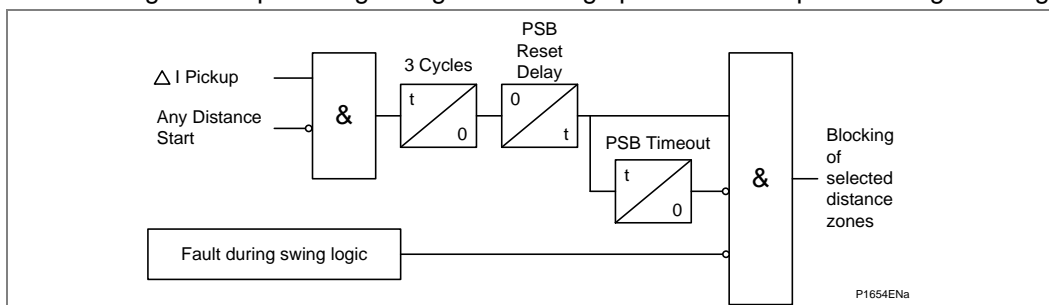 PSB
Reset
Delay
3 Cycles
Δ I Pickup
t
0
0
t
Any Distance
Start
&
PSB Timeout
t
0
&
Blocking
of
selected
distance
zones
Fault during swing logic
P1654ENa